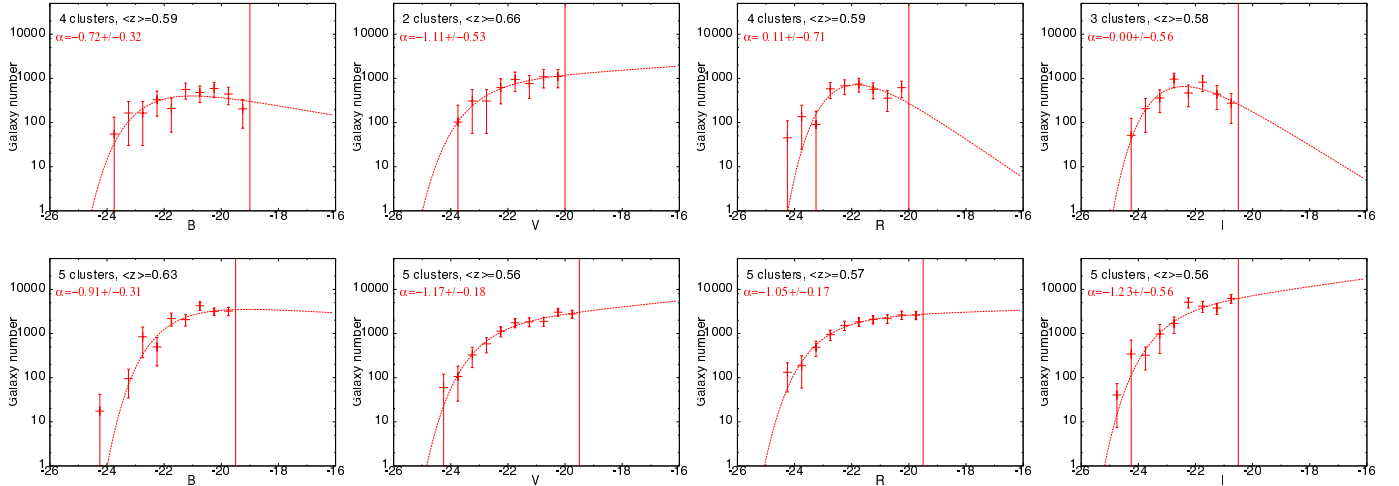 4 clusters, <z>=0.59
α=−0.72+/−0.32
Galaxy number
10000
1000
100
10
1
-26 -24 -22 -20 -18 -16
B
2 clusters, <z>=0.66
α=−1.11+/−0.53
Galaxy number
10000
1000
100
10
1
-26 -24 -22 -20 -18 -16
V
4 clusters, <z>=0.59
α= 0.11+/−0.71
Galaxy number
10000
1000
100
10
1
-26 -24 -22 -20 -18 -16
R
3 clusters, <z>=0.58
α=−0.00+/−0.56
Galaxy number
10000
1000
100
10
1
-26 -24 -22 -20 -18 -16
I
5 clusters, <z>=0.63
α=−0.91+/−0.31
Galaxy number
10000
1000
100
10
1
-26 -24 -22 -20 -18 -16
B
5 clusters, <z>=0.56
α=−1.17+/−0.18
Galaxy number
10000
1000
100
10
1
-26 -24 -22 -20 -18 -16
V
5 clusters, <z>=0.57
α=−1.05+/−0.17
Galaxy number
10000
1000
100
10
1
-26 -24 -22 -20 -18 -16
R
5 clusters, <z>=0.56
α=−1.23+/−0.56
Galaxy number
10000
1000
100
10
1
-26 -24 -22 -20 -18 -16
I